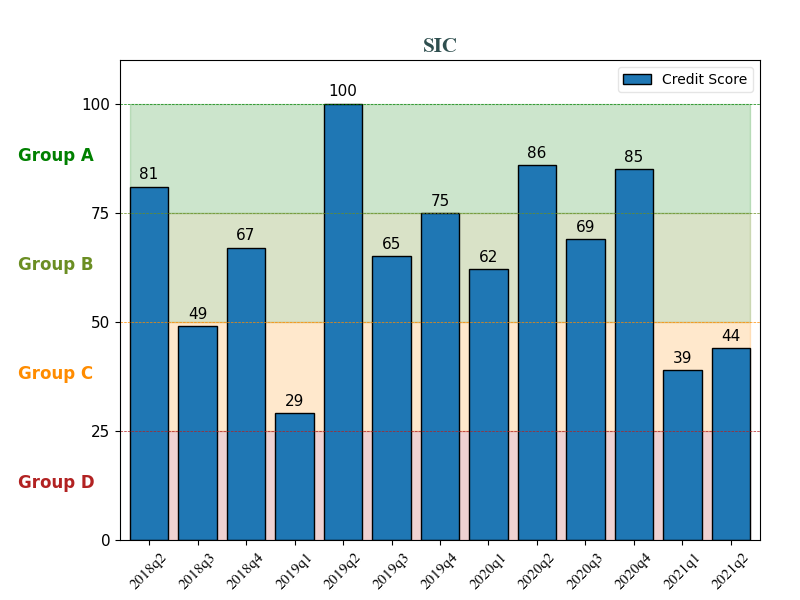 SIC
Credit Score
100
75
50
25
0
Group A
Group B
Group C
Group D
81
49
67
29
100
65
75
62
86
69
85
39
44
2018q2
2018q3
2018q4
2019q1
2019q2
2019q3
2019q4
2020q1
2020q2
2020q3
2020q4
2021q1
2021q2